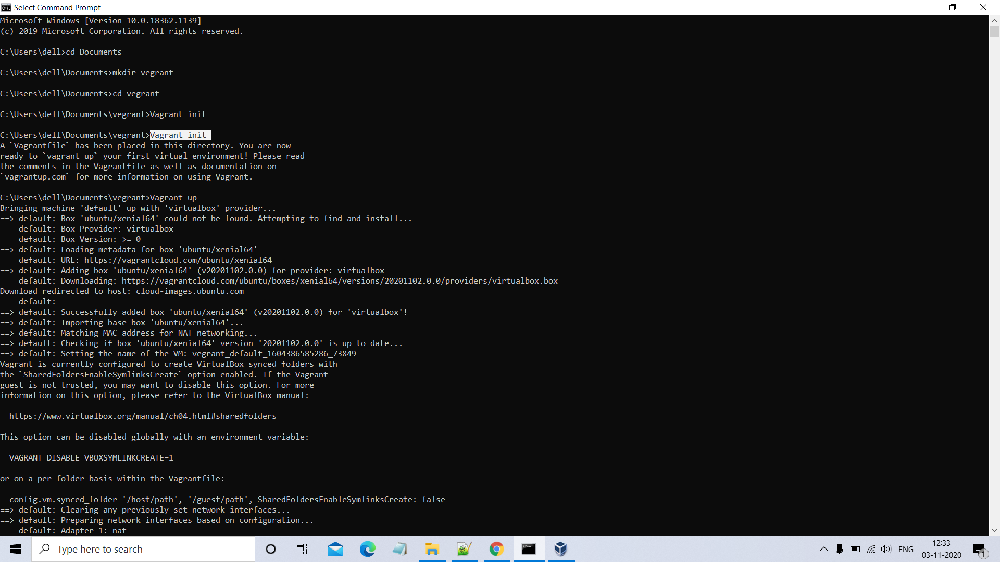 Select Command Prompt
Microsoft Windows [Version 10.0.18362.1139]
(c) 2019 Microsoft Corporation. All rights reserved.
C:\Users\dell>cd Documents
C:\Users\dell\Documents>mkdir vegrant
C:\Users\dell\Documents>cd vegrant
C:\Users\dell\Documents\vegrant>Vagrant init
C:\Users\dell\Documents\vegrant>Vagrant init
A `Vagrantfile` has been placed in this directory. You are now
ready to `vagrant up` your first virtual environment! Please read
the comments in the Vagrantfile as well as documentation on
`vagrantup.com` for more information on using Vagrant.
C:\Users\dell\Documents\vegrant>Vagrant up
Bringing machine 'default' up with 'virtualbox' provider...
==> default: Box 'ubuntu/xenial64' could not be found. Attempting to find and install...
    default: Box Provider: virtualbox
    default: Box Version: >= 0
==> default: Loading metadata for box 'ubuntu/xenial64'
    default: URL: https://vagrantcloud.com/ubuntu/xenial64
==> default: Adding box 'ubuntu/xenial64' (v20201102.0.0) for provider: virtualbox
    default: Downloading: https://vagrantcloud.com/ubuntu/boxes/xenial64/versions/20201102.0.0/providers/virtualbox.box
Download redirected to host: cloud-images.ubuntu.com
    default:
==> default: Successfully added box 'ubuntu/xenial64' (v20201102.0.0) for 'virtualbox'!
==> default: Importing base box 'ubuntu/xenial64'...
==> default: Matching MAC address for NAT networking...
==> default: Checking if box 'ubuntu/xenial64' version '20201102.0.0' is up to date...
==> default: Setting the name of the VM: vegrant_default_1604386585286_73849
Vagrant is currently configured to create VirtualBox synced folders with
the `SharedFoldersEnableSymlinksCreate` option enabled. If the Vagrant
guest is not trusted, you may want to disable this option. For more
information on this option, please refer to the VirtualBox manual:
  https://www.virtualbox.org/manual/ch04.html#sharedfolders
This option can be disabled globally with an environment variable:
  VAGRANT_DISABLE_VBOXSYMLINKCREATE=1
or on a per folder basis within the Vagrantfile:
  config.vm.synced_folder '/host/path', '/guest/path', SharedFoldersEnableSymlinksCreate: false
==> default: Clearing any previously set network interfaces...
==> default: Preparing network interfaces based on configuration...
    default: Adapter 1: nat
Type here to search
ENG
12:33
03-11-2020
1